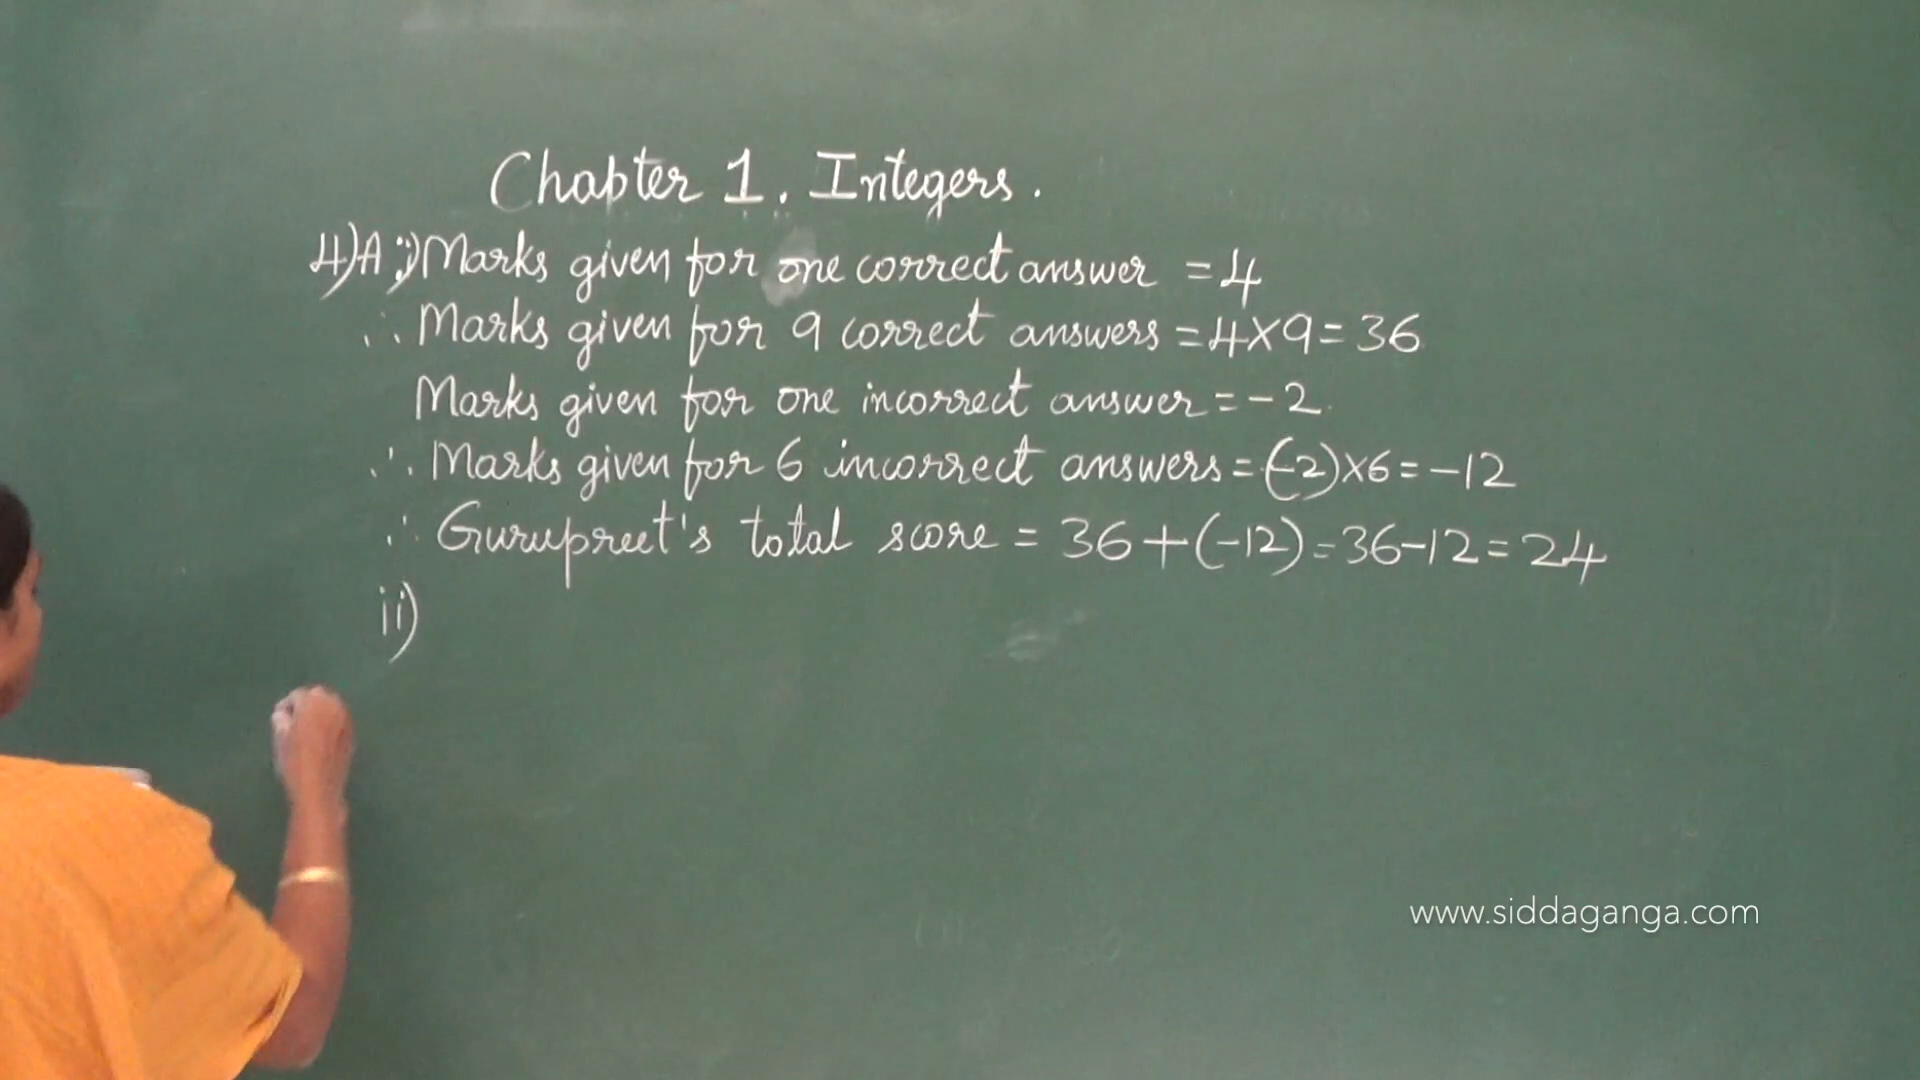 Chapter 1. Integers.
4)A i) Marks given for one correct answer = 4
∴ Marks given for 9 correct answers = 4×9 = 36
Marks given for one incorrect answer = -2.
∴ Marks given for 6 incorrect answers = (-2)×6 = -12
∴ Gurupreet's total score = 36+(-12) = 36-12 = 24
ii)
www.siddaganga.com